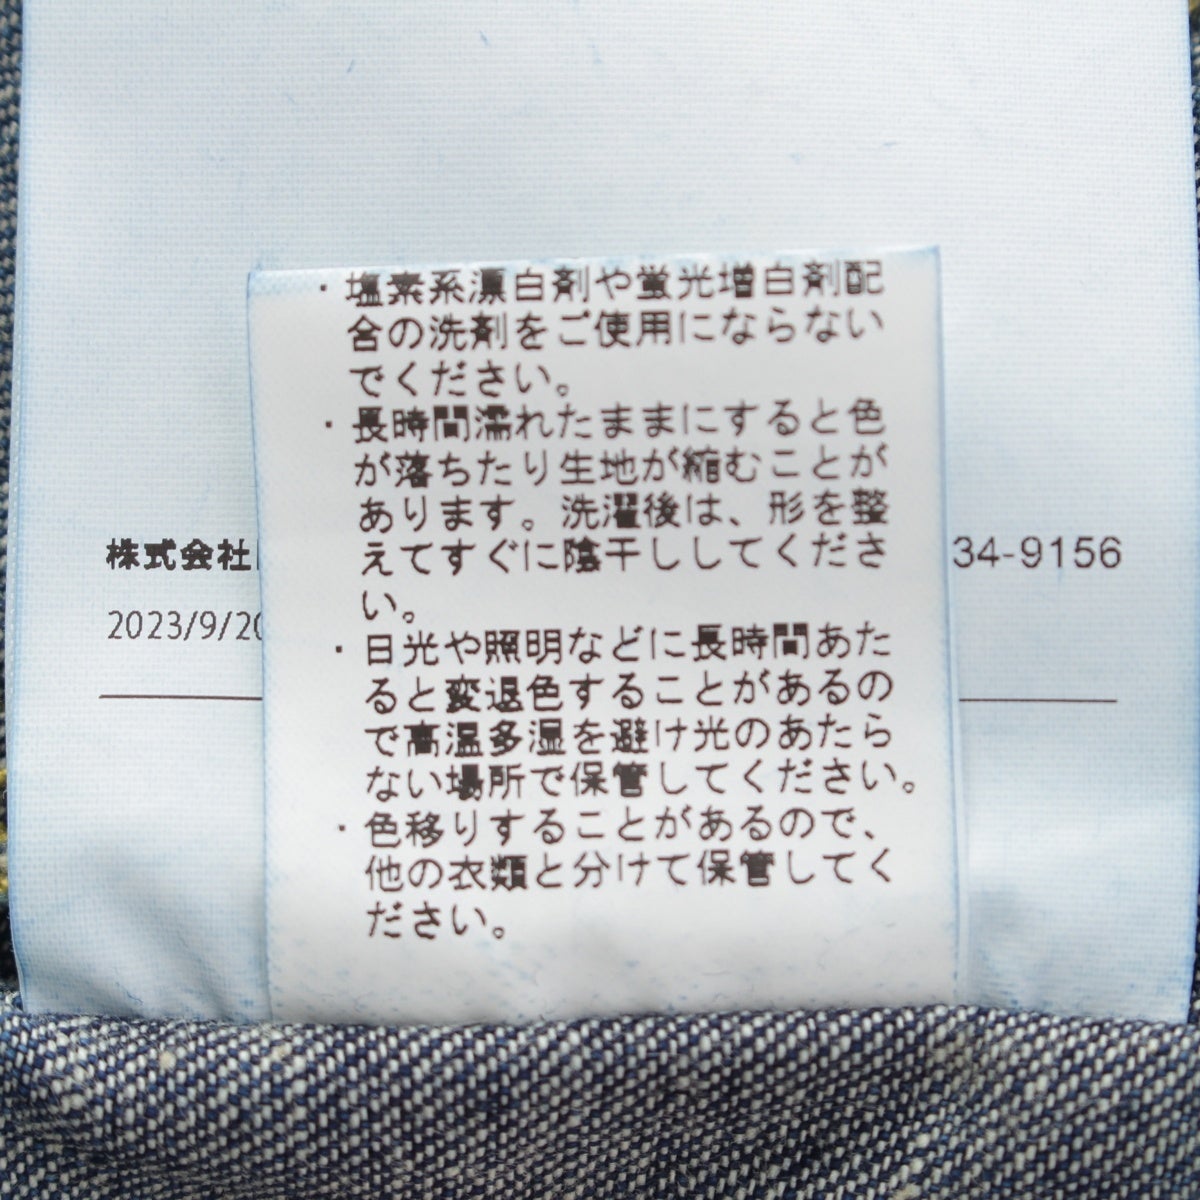 ・塩素系漂白剤や蛍光増白剤配
含の洗剤をご使用にならない
でください。
・長時間濡れたままにすると色
が落ちたり生地が縮むことが
あります。洗濯後は、形を整
えてすぐに陰干ししてくださ
い。
・日光や照明などに長時間あた
ると変退色することがあるの
で高温多湿を避け光のあたら
ない場所で保管してください。
・色移りすることがあるので、
他の衣類と分けて保管してく
ださい。
株式会社 34-9156
2023/9/20